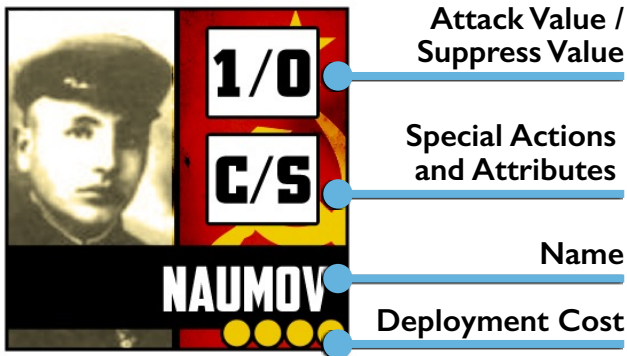 Attack Value /
Suppress Value
1/0
Special Actions
and Attributes
C/S
Name
NAUMOV
Deployment Cost